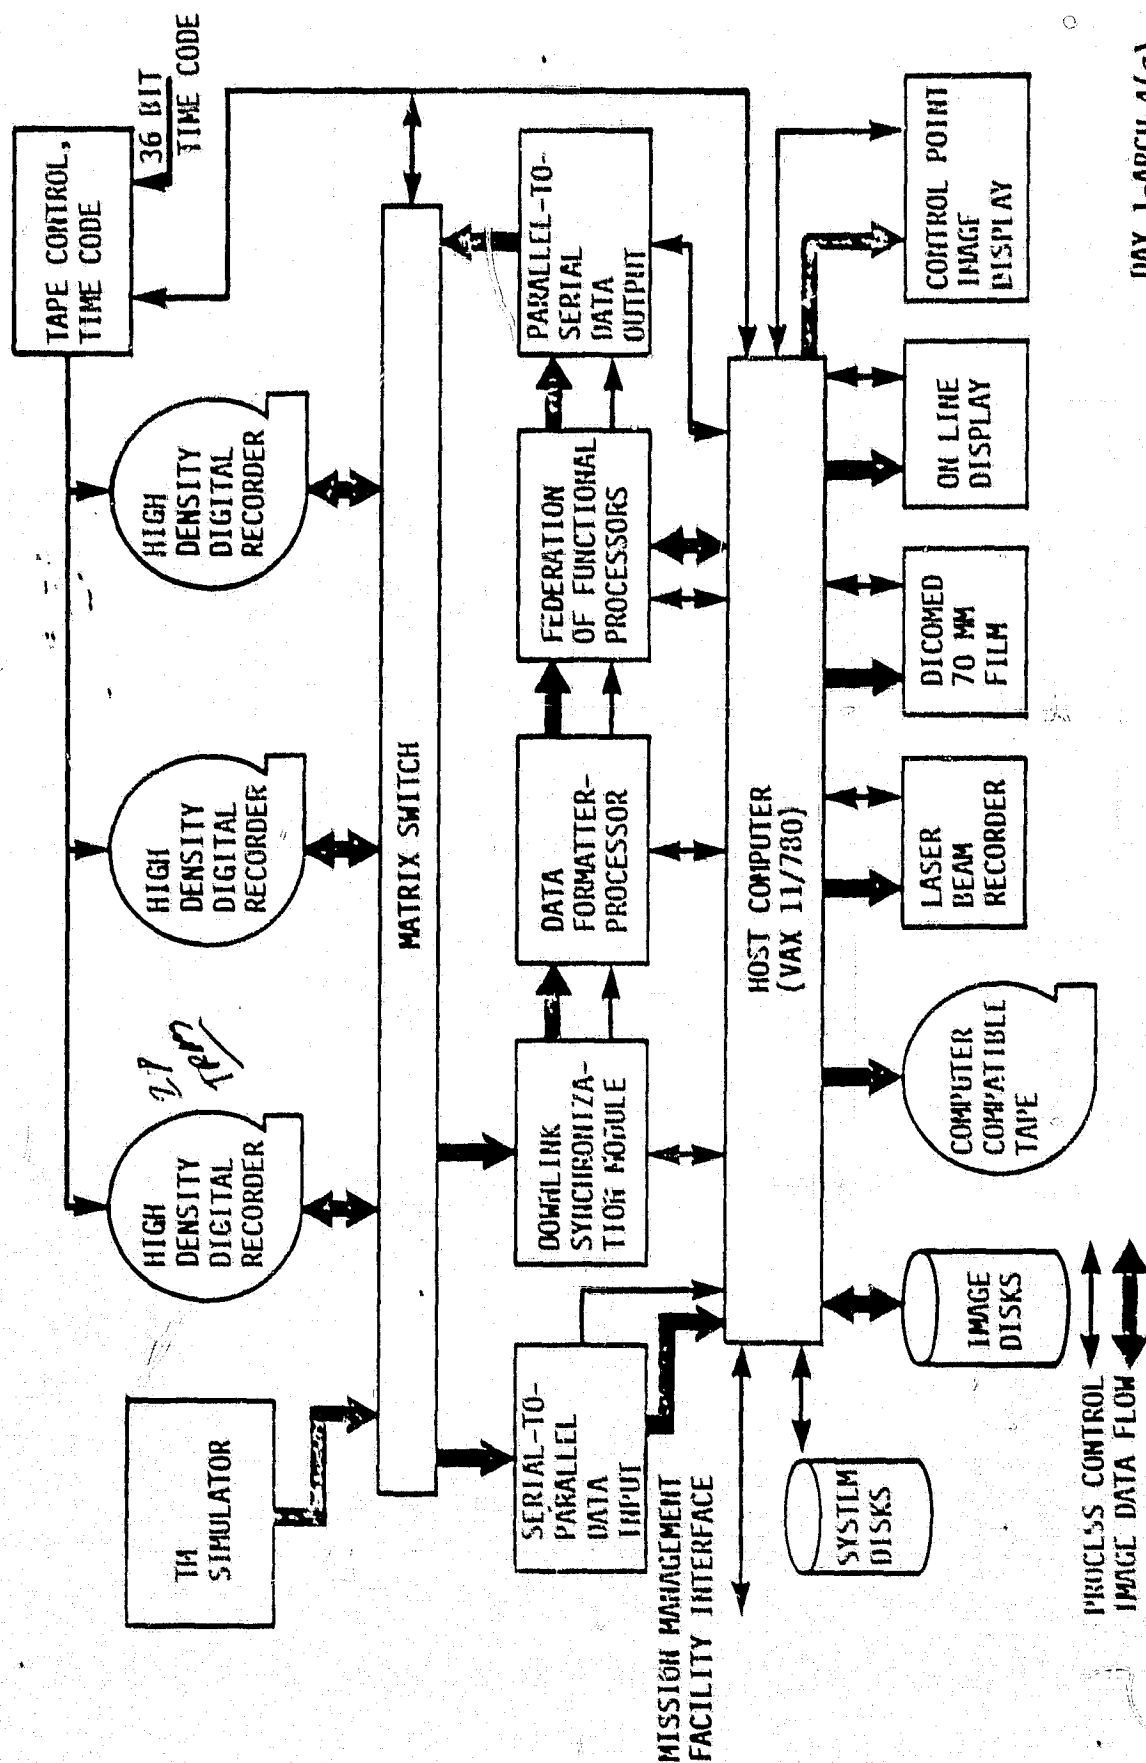 TAPE CONTROL,
TIME CODE
36 BIT
TIME CODE
HIGH
DENSITY
DIGITAL
RECORDER
HIGH
DENSITY
DIGITAL
RECORDER
HIGH
DENSITY
DIGITAL
RECORDER
TM
SIMULATOR
MATRIX SWITCH
SERIAL-TO-
PARALLEL
DATA
INPUT
DOWNLINK
SYNCHRONIZA-
TION MODULE
DATA
FORMATTER-
PROCESSOR
FEDERATION
OF FUNCTIONAL
PROCESSORS
PARALLEL-TO-
SERIAL
DATA
OUTPUT
MISSION MANAGEMENT
FACILITY INTERFACE
HOST COMPUTER
(VAX 11/780)
SYSTEM
DISKS
IMAGE
DISKS
COMPUTER
COMPATIBLE
TAPE
LASER
BEAM
RECORDER
DICOMED
70 MM
FILM
ON LINE
DISPLAY
CONTROL POINT
IMAGE
DISPLAY
PROCESS CONTROL
IMAGE DATA FLOW
DAY 1-ARCH 4(c)